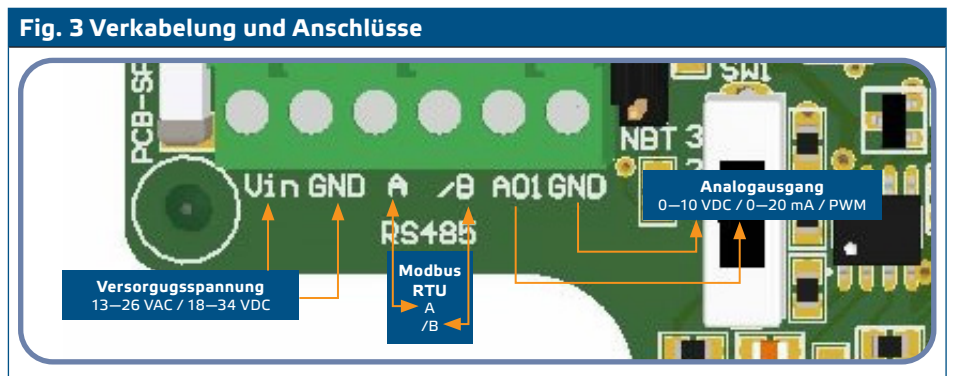 Fig. 3 Verkabelung und Anschlüsse
PCB-SF
SW1
NBT 3
2
Vin GND A /B AO1 GND
RS485
Analogausgang
0—10 VDC / 0—20 mA / PWM
Versorgugsspannung
13—26 VAC / 18—34 VDC
Modbus
RTU
A
/B